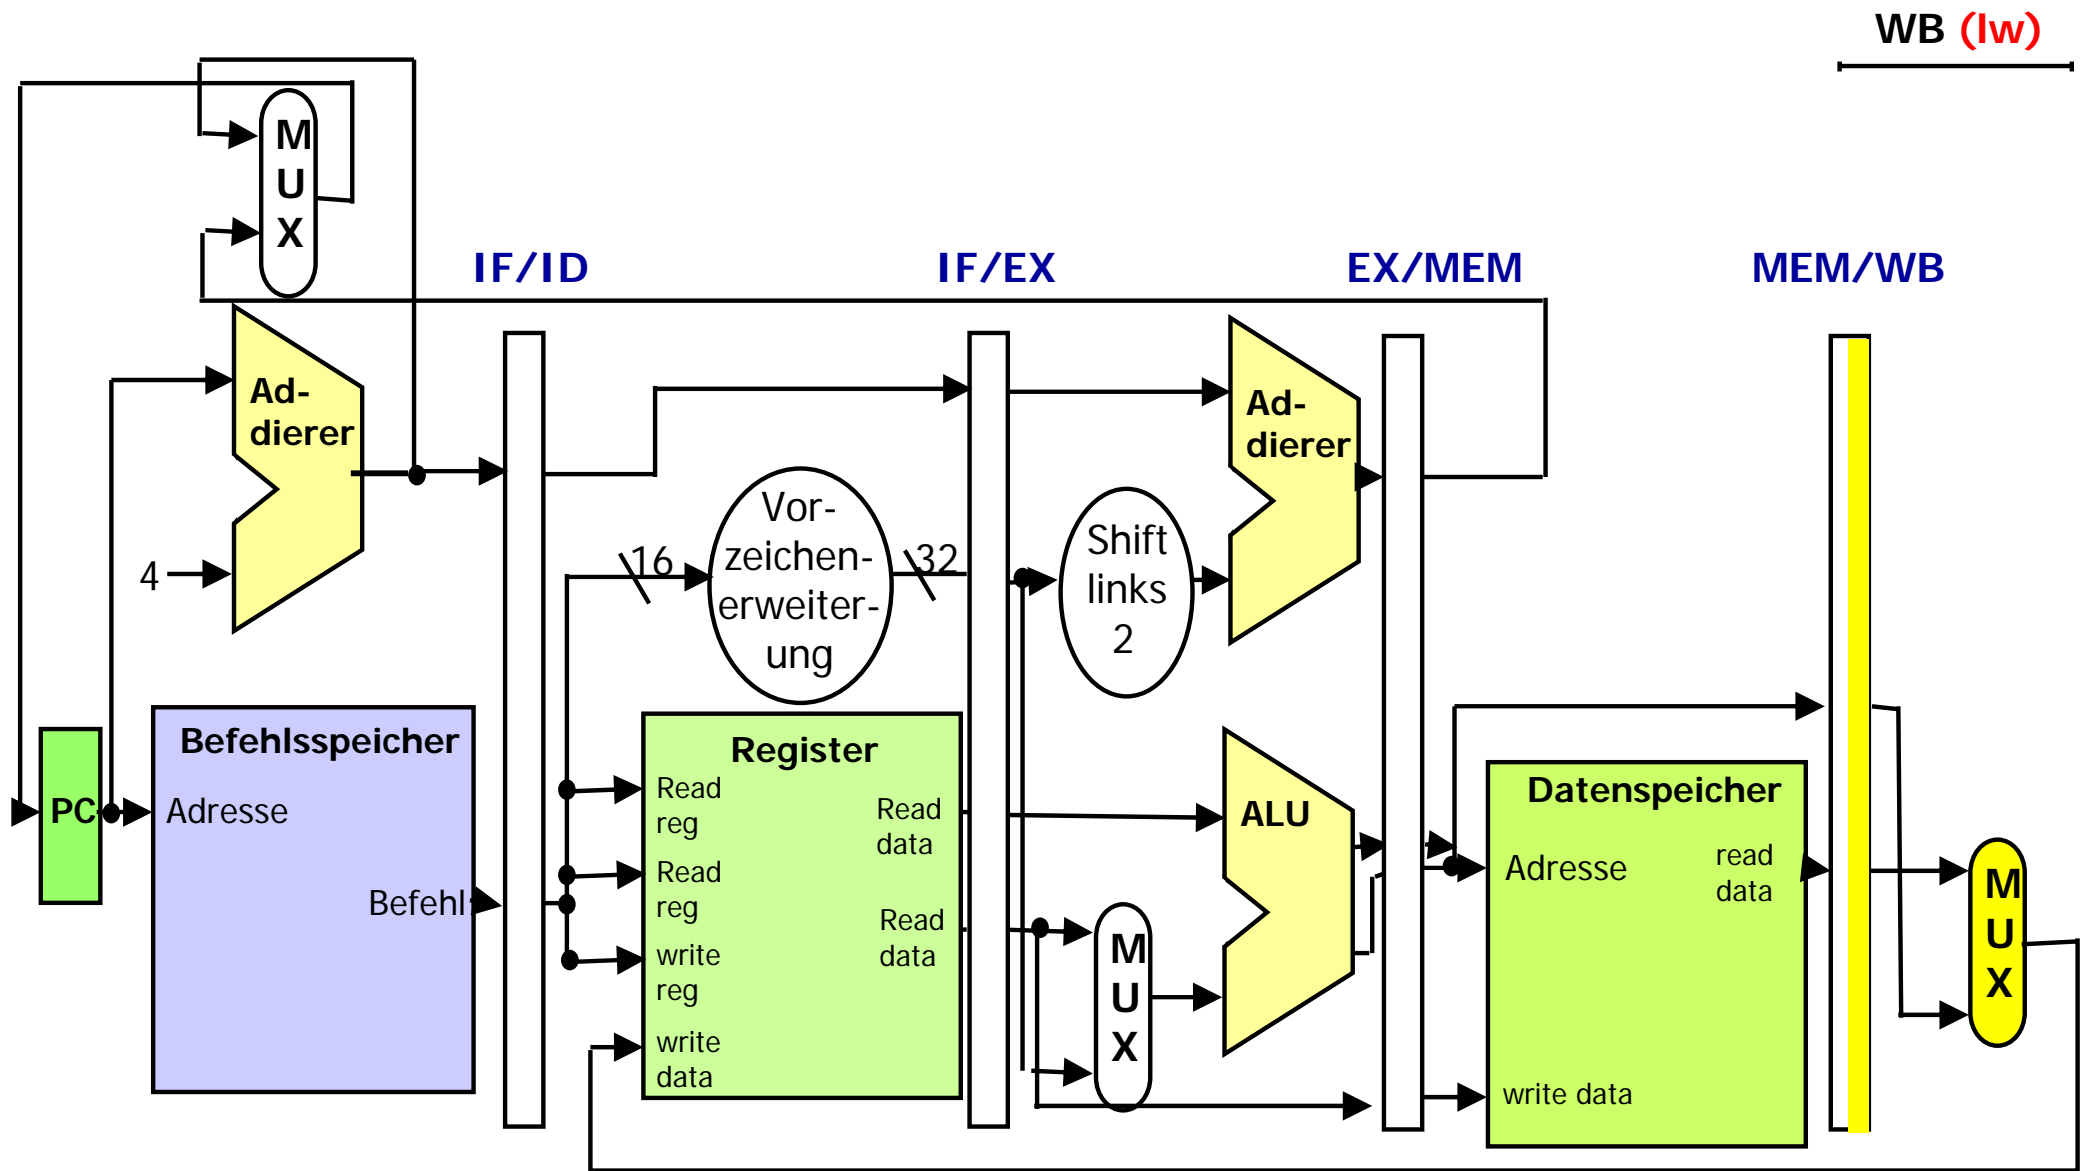 WB (lw)
M
U
X
IF/ID
IF/EX
EX/MEM
MEM/WB
Ad-
dierer
4
16
Vor-
zeichen-
erweiter-
ung
32
Shift
links
2
Ad-
dierer
PC
Befehlsspeicher
Adresse
Befehl
Register
Read
reg
Read
reg
write
reg
write
data
Read
data
Read
data
M
U
X
ALU
Datenspeicher
Adresse
read
data
write data
M
U
X